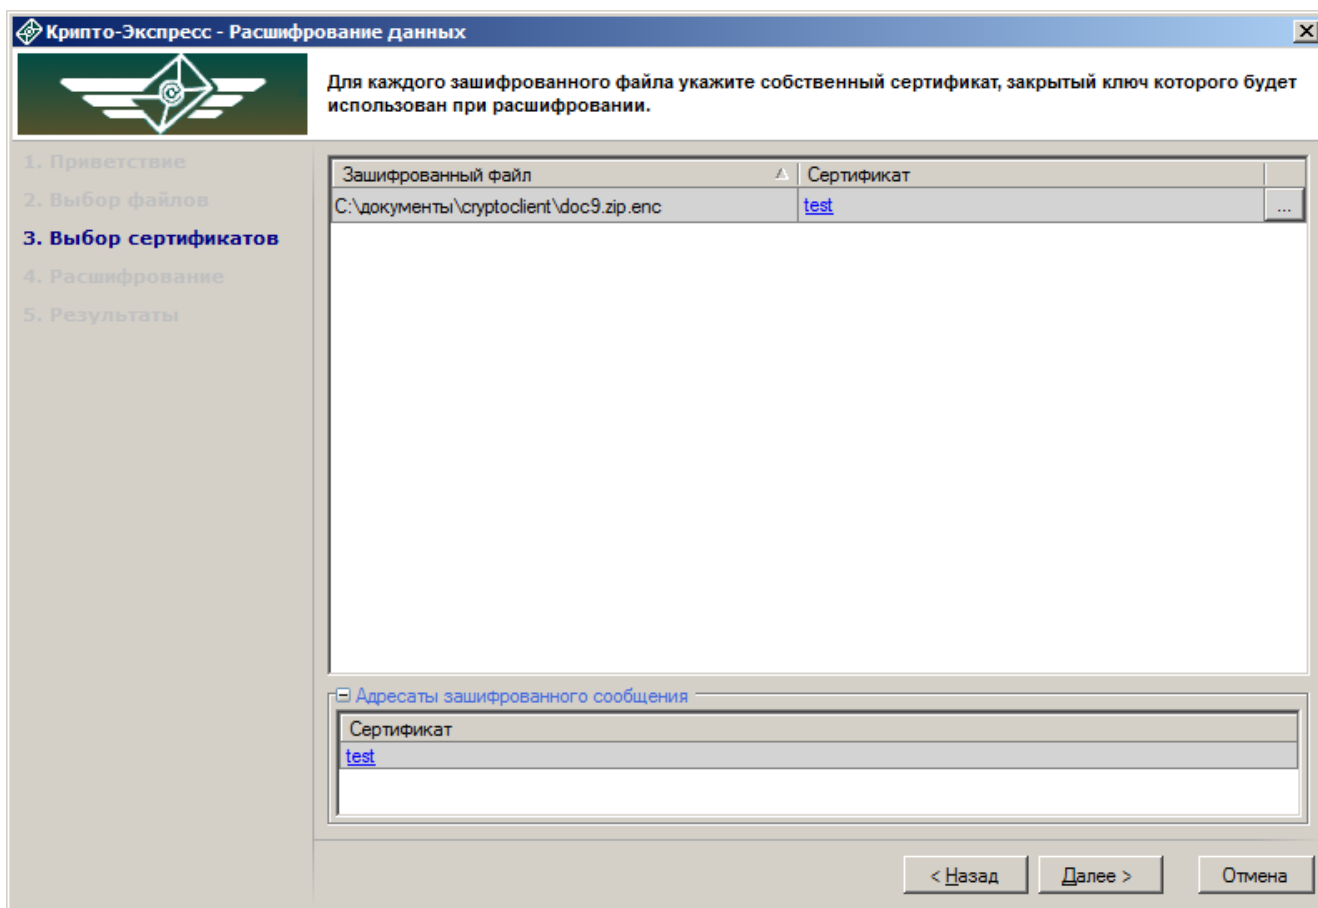 Крипто-Экспресс - Расшифрование данных
Для каждого зашифрованного файла укажите собственный сертификат, закрытый ключ которого будет
использован при расшифровании.
1. Приветствие
2. Выбор файлов
3. Выбор сертификатов
4. Расшифрование
5. Результаты
Зашифрованный файл Сертификат
C:\документы\cryptoclient\doc9.zip.enc test ...
Адресаты зашифрованного сообщения
Сертификат
test
< Назад Далее > Отмена